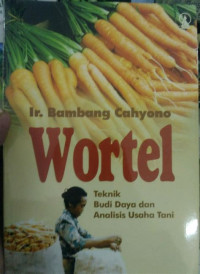 Ir. Bambang Cahyono
Wortel
Teknik
Budi Daya dan
Analisis Usaha Tani